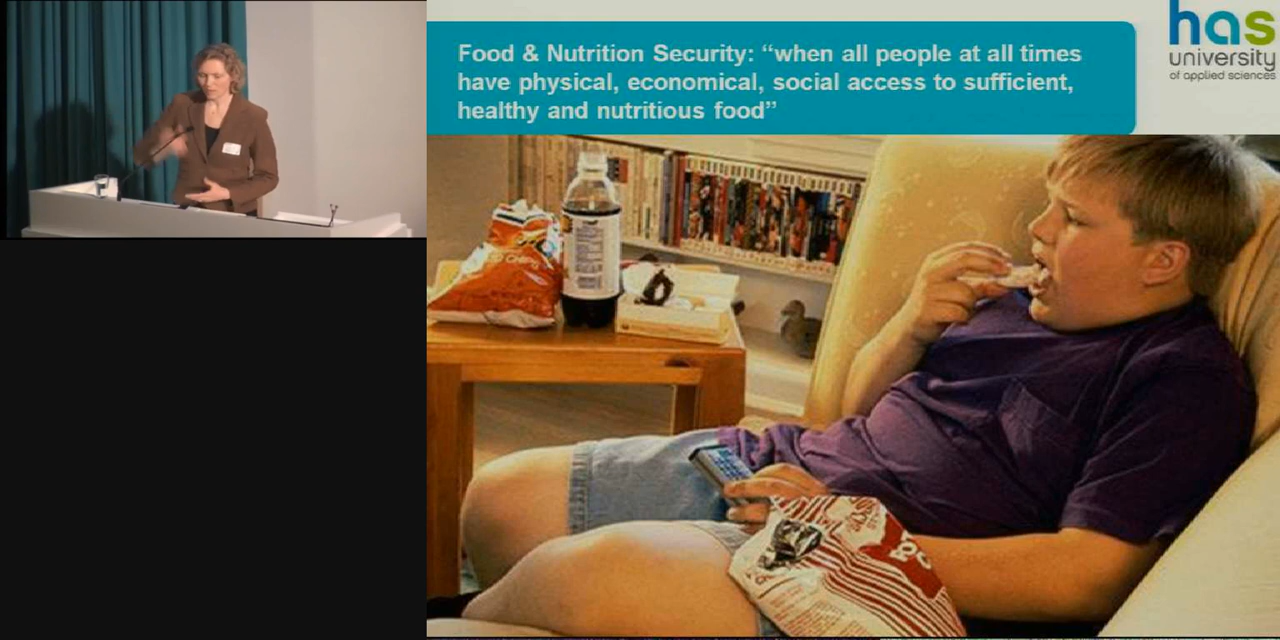 Food & Nutrition Security: “when all people at all times
have physical, economical, social access to sufficient,
healthy and nutritious food”
has
university
of applied sciences